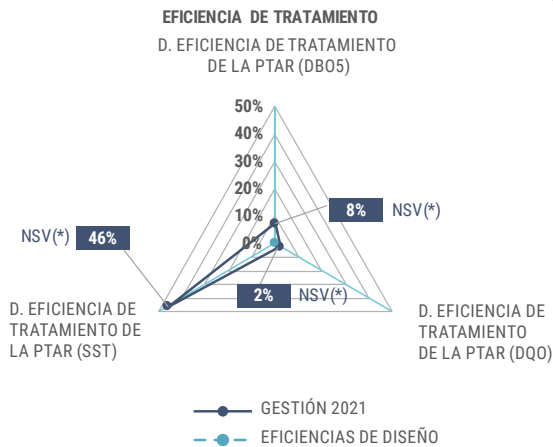 EFICIENCIA DE TRATAMIENTO
D. EFICIENCIA DE TRATAMIENTO
DE LA PTAR (DBO5)
50%
40%
30%
20%
10%
0%
8% NSV(*)
NSV(*) 46%
2% NSV(*)
D. EFICIENCIA DE
TRATAMIENTO DE
LA PTAR (SST)
D. EFICIENCIA DE
TRATAMIENTO
DE LA PTAR (DQO)
GESTIÓN 2021
EFICIENCIAS DE DISEÑO